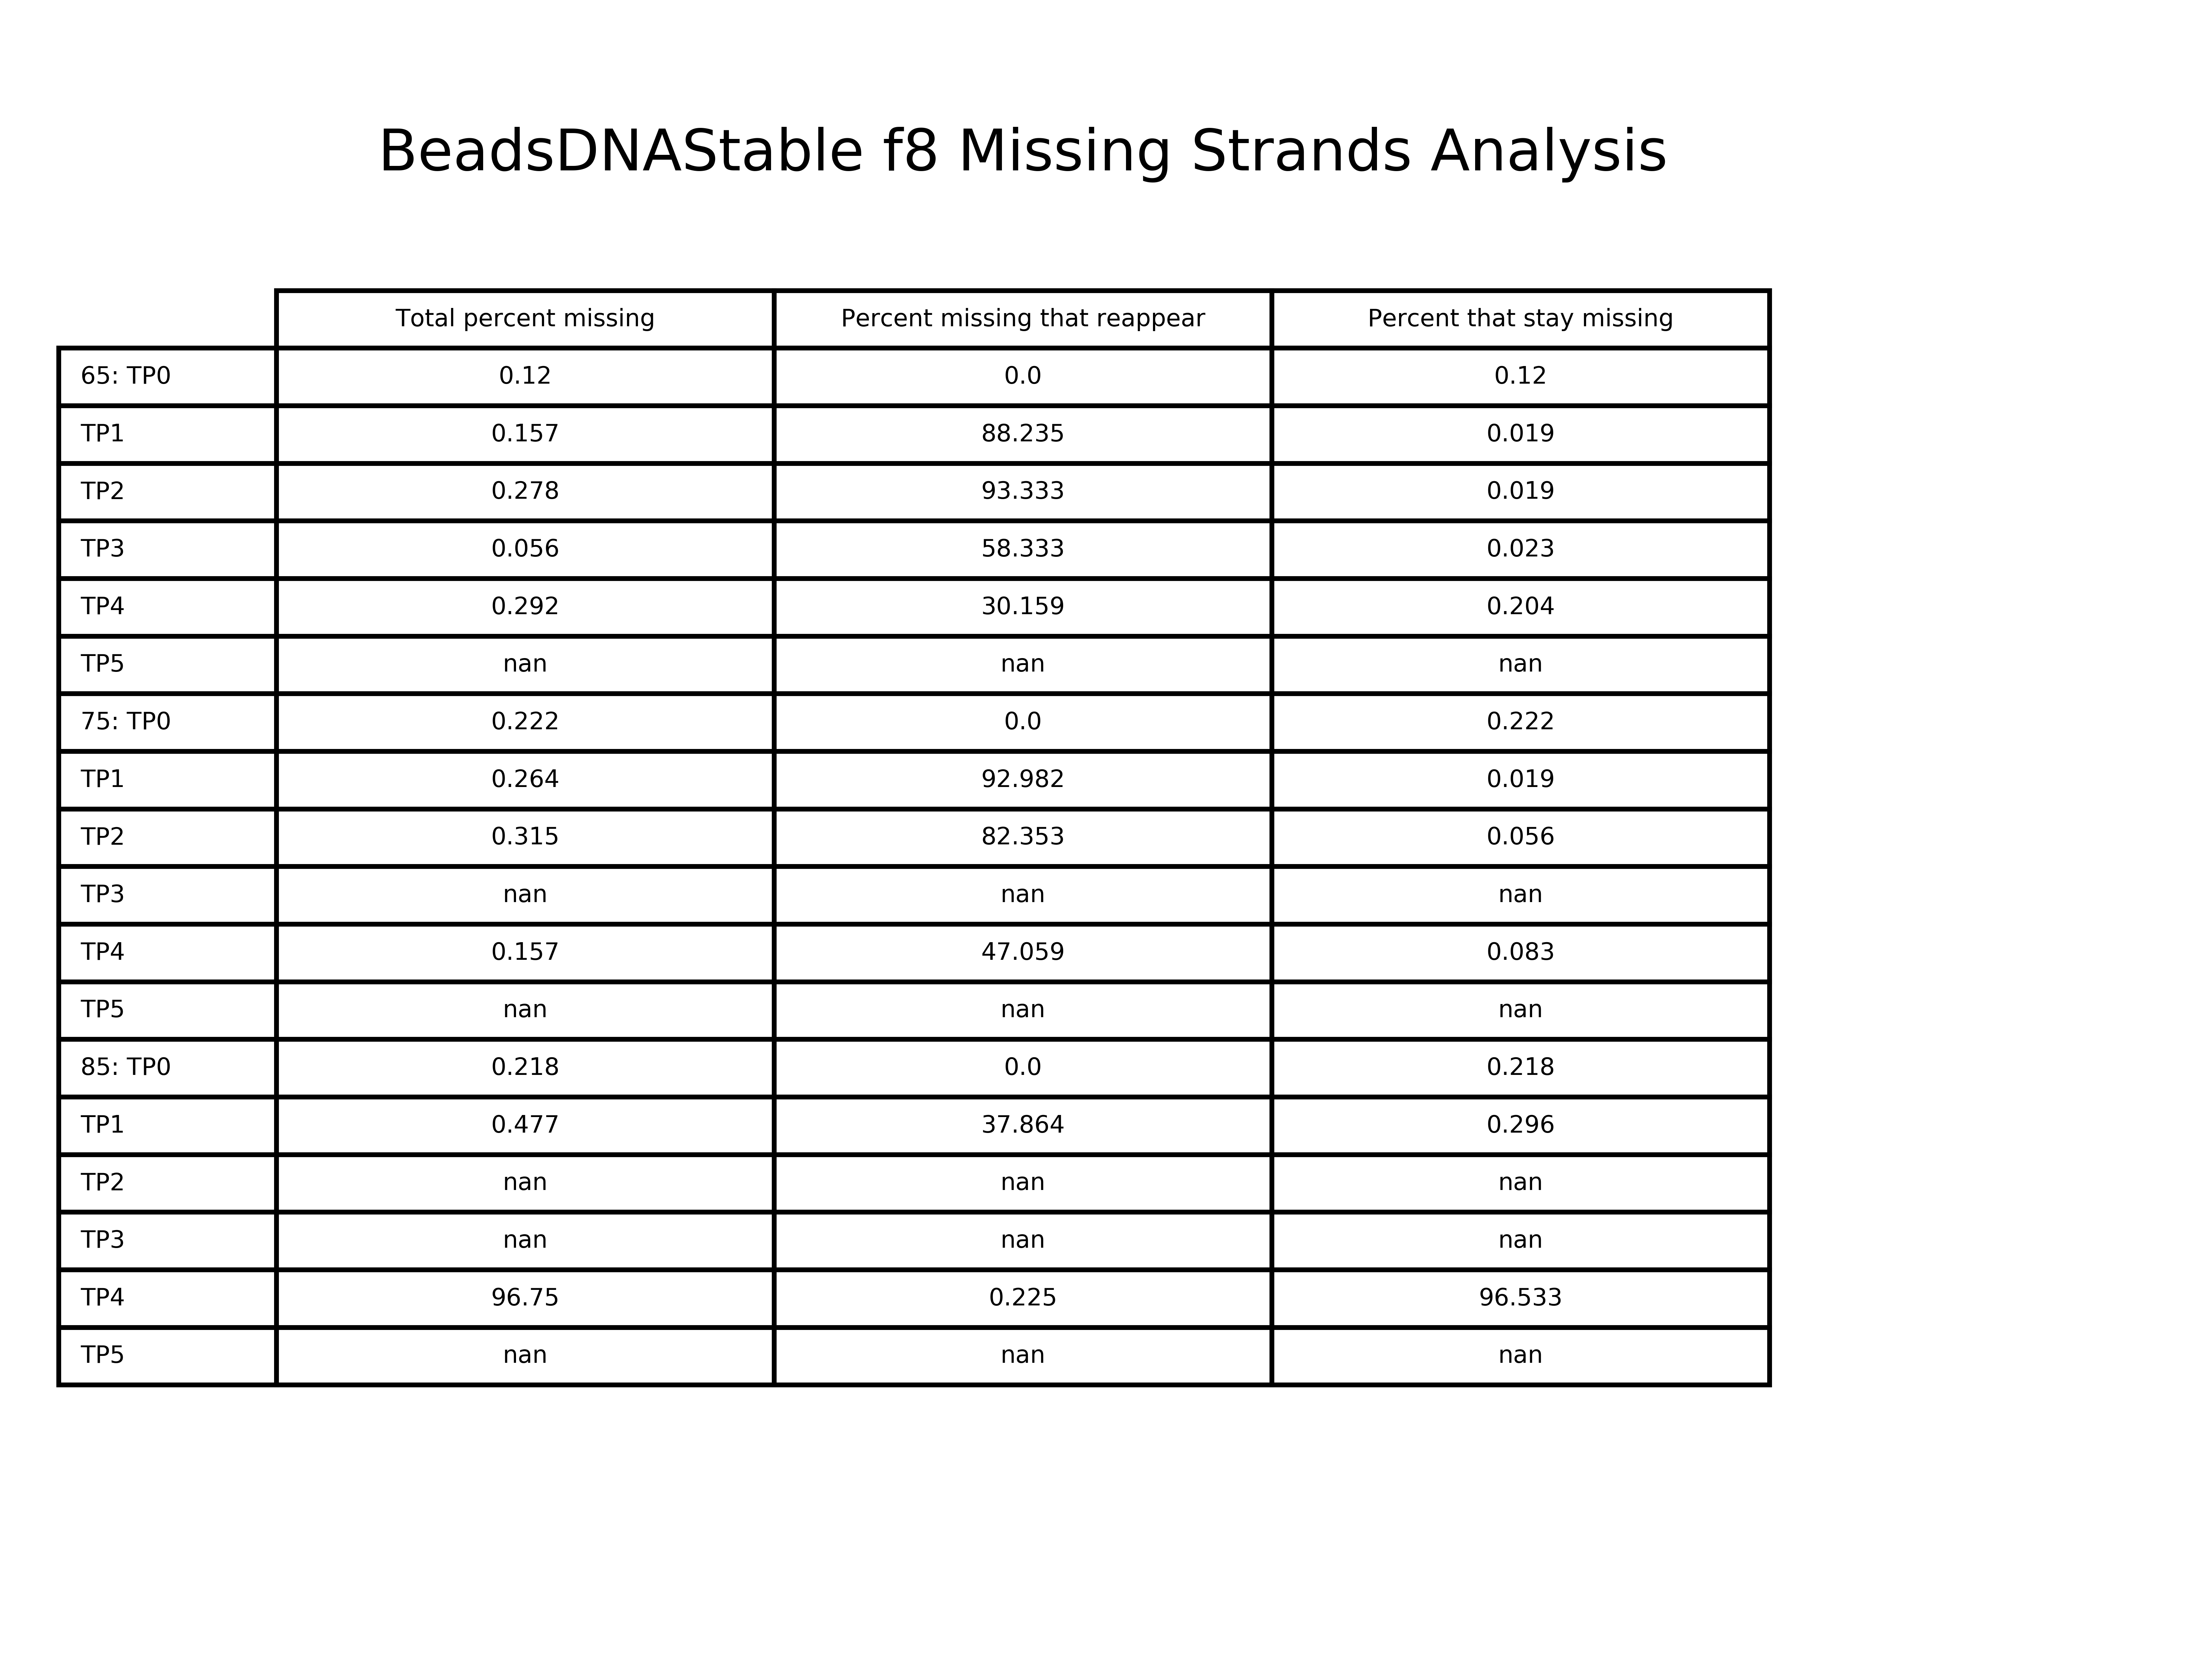 BeadsDNAStable f8 Missing Strands Analysis
Total percent missing Percent missing that reappear Percent that stay missing
65: TP0 0.12 0.0 0.12
TP1 0.157 88.235 0.019
TP2 0.278 93.333 0.019
TP3 0.056 58.333 0.023
TP4 0.292 30.159 0.204
TP5 nan nan nan
75: TP0 0.222 0.0 0.222
TP1 0.264 92.982 0.019
TP2 0.315 82.353 0.056
TP3 nan nan nan
TP4 0.157 47.059 0.083
TP5 nan nan nan
85: TP0 0.218 0.0 0.218
TP1 0.477 37.864 0.296
TP2 nan nan nan
TP3 nan nan nan
TP4 96.75 0.225 96.533
TP5 nan nan nan